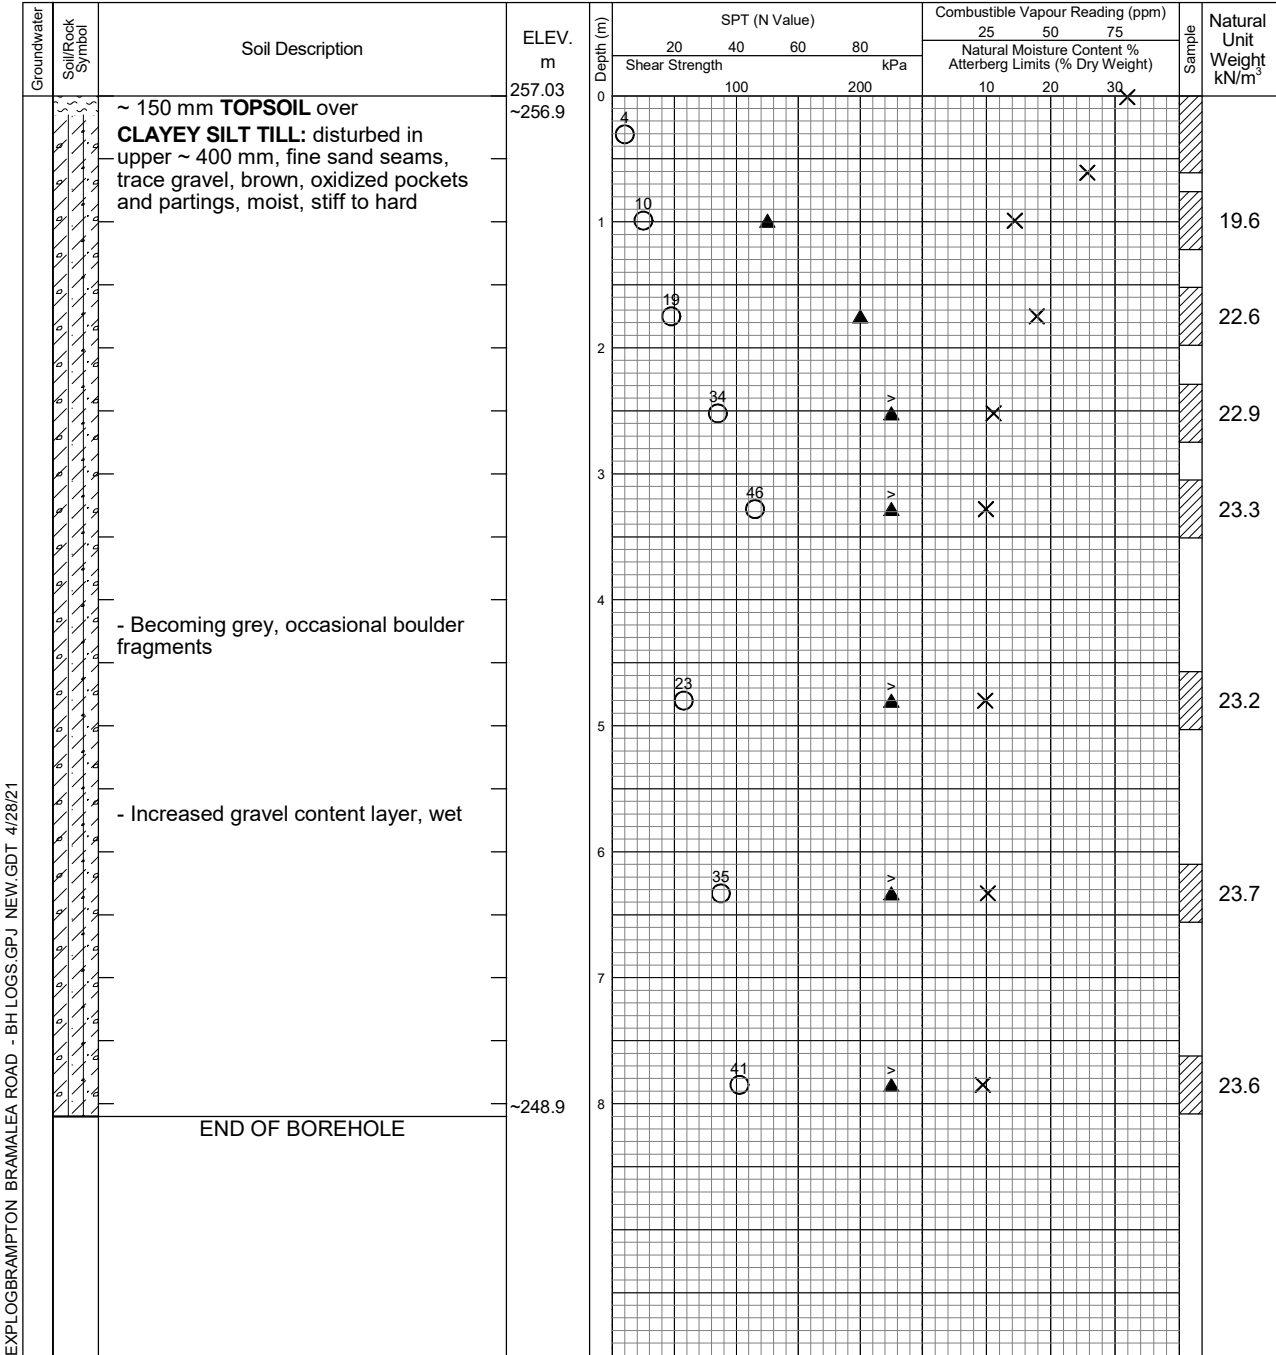 Groundwater
Soil/Rock
Symbol
Soil Description
ELEV.
m
257.03
Depth (m)
SPT (N Value)
20 40 60 80
Shear Strength kPa
100 200
Combustible Vapour Reading (ppm)
25 50 75
Natural Moisture Content %
Atterberg Limits (% Dry Weight)
10 20 30
Sample
Natural
Unit
Weight
kN/m³
0
~ 150 mm TOPSOIL over
~256.9
CLAYEY SILT TILL: disturbed in
upper ~ 400 mm, fine sand seams,
trace gravel, brown, oxidized pockets
and partings, moist, stiff to hard
4
10
1
19.6
19
22.6
2
34
>
22.9
3
46
>
23.3
4
- Becoming grey, occasional boulder
fragments
23
>
23.2
5
- Increased gravel content layer, wet
6
35
>
23.7
7
41
>
23.6
~248.9
8
END OF BOREHOLE
EXPLOGBRAMPTON BRAMALEA ROAD - BH LOGS.GPJ NEW.GDT 4/28/21